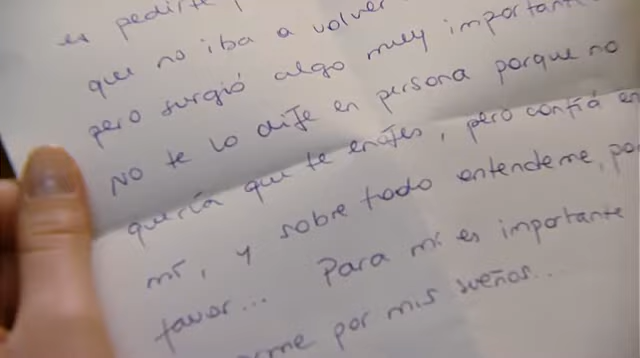 es pedirte
que no iba a volver
pero surgió algo muy importante
No te lo dije en persona porque no
quería que te enojes, pero confiá en
mí, y sobre todo entendeme, por
favor... Para mí es importante
por mis sueños...